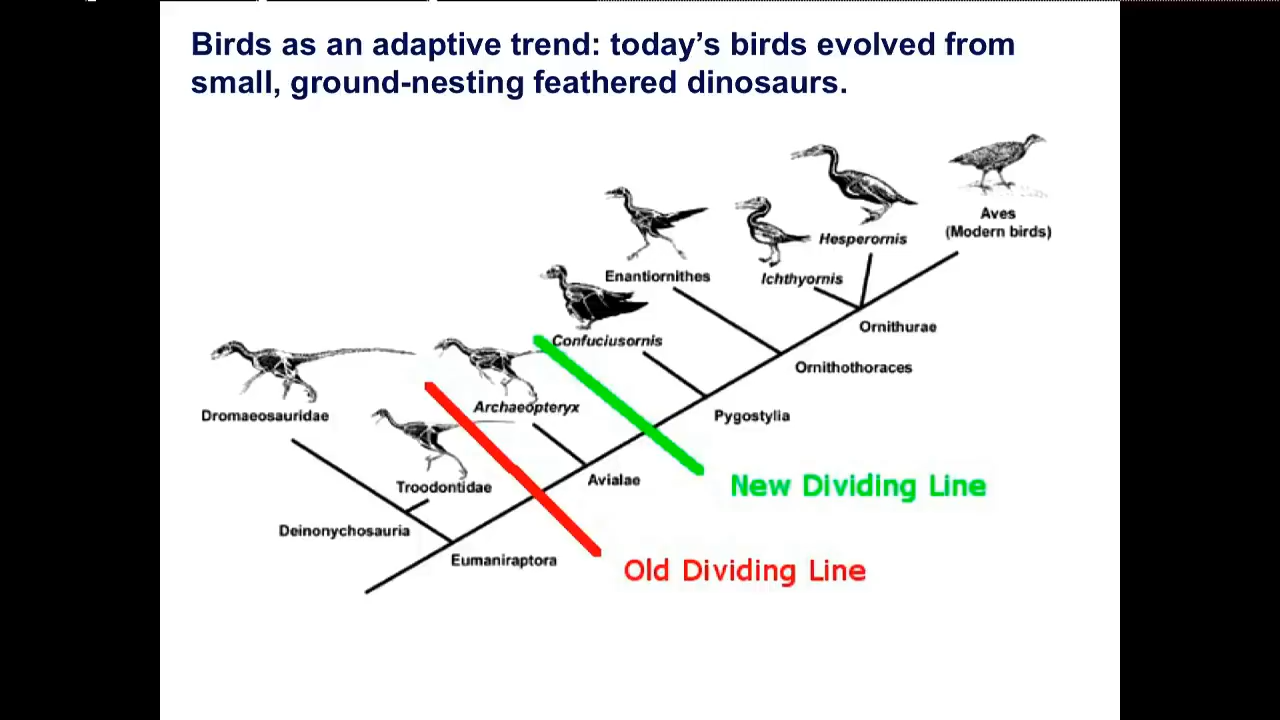 Birds as an adaptive trend: today’s birds evolved from
small, ground-nesting feathered dinosaurs.
Aves
(Modern birds)
Hesperornis
Enantiornithes
Ichthyornis
Ornithurae
Confuciusornis
Ornithothoraces
Dromaeosauridae
Archaeopteryx
Pygostylia
Troodontidae
Avialae
New Dividing Line
Deinonychosauria
Eumaniraptora
Old Dividing Line